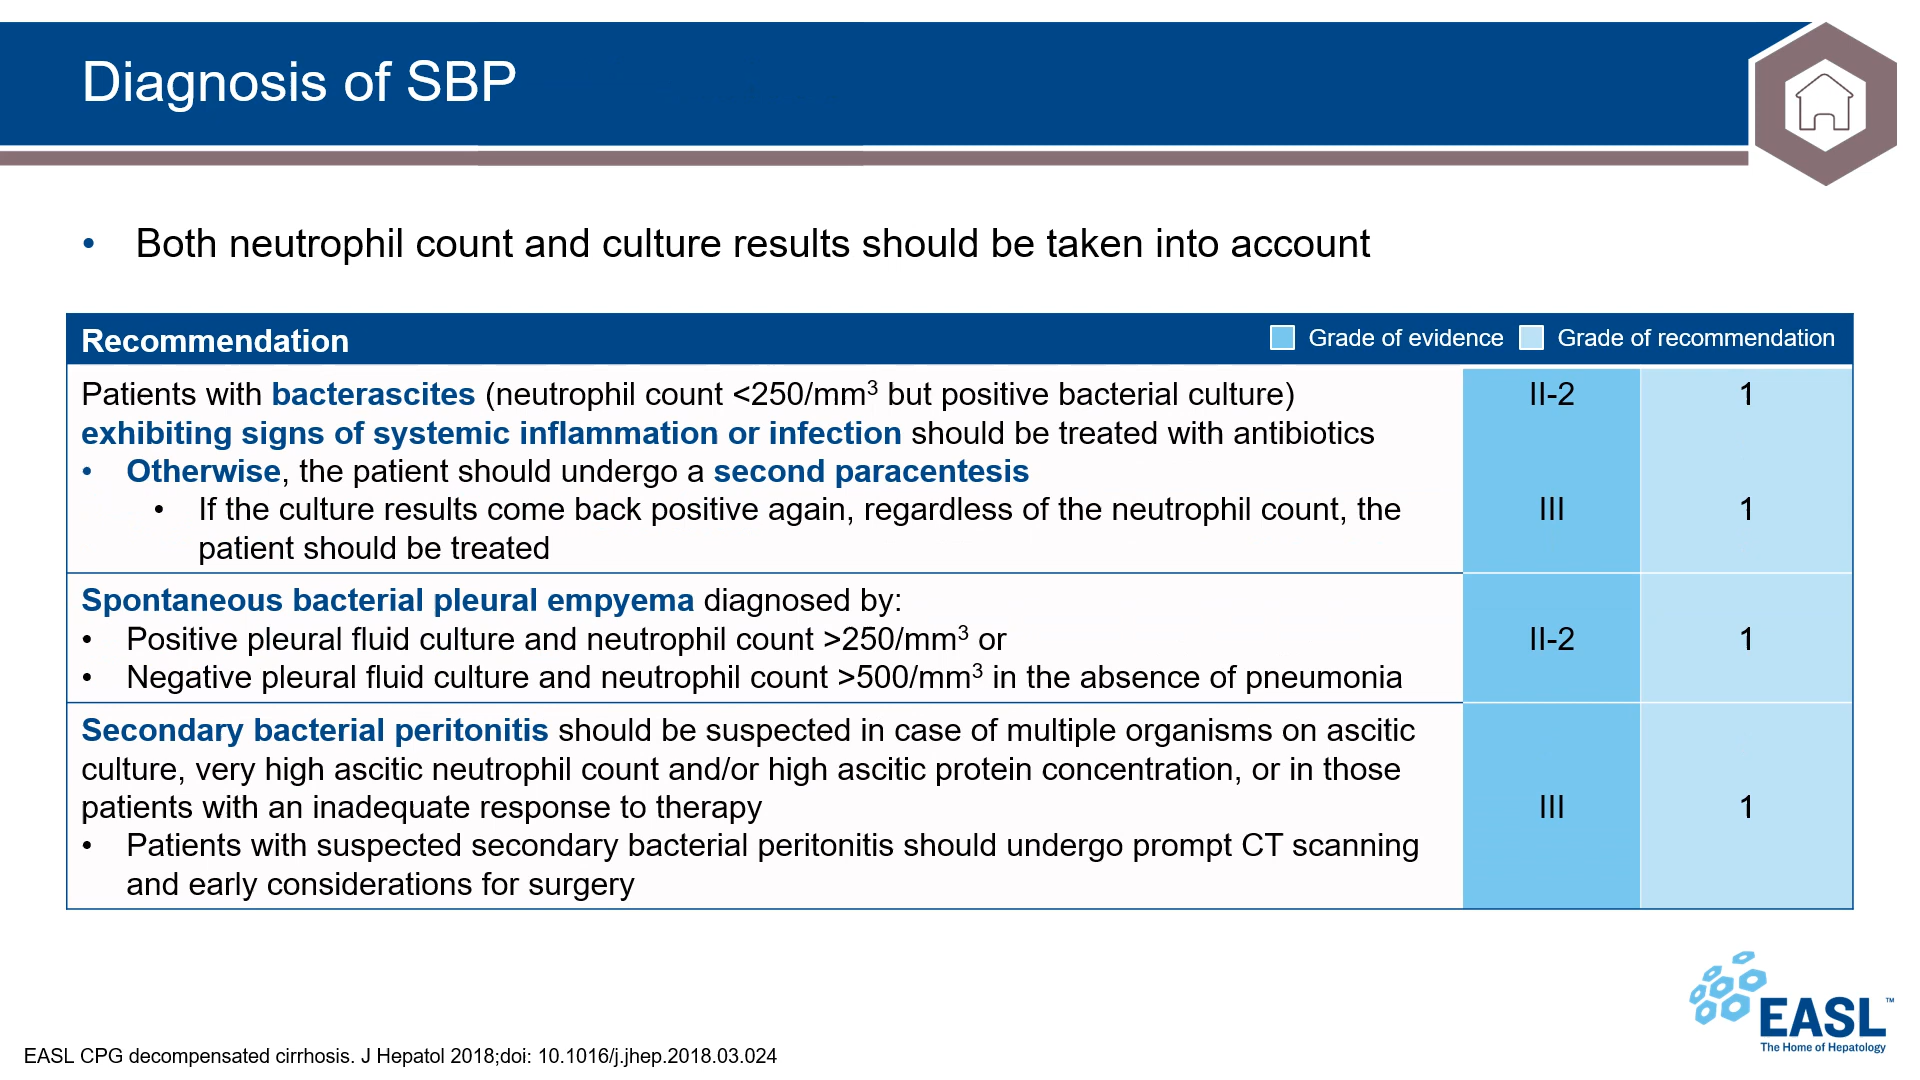 Diagnosis of SBP
• Both neutrophil count and culture results should be taken into account
Recommendation
Grade of evidence Grade of recommendation
Patients with bacterascites (neutrophil count <250/mm³ but positive bacterial culture) II-2 1
exhibiting signs of systemic inflammation or infection should be treated with antibiotics
• Otherwise, the patient should undergo a second paracentesis
• If the culture results come back positive again, regardless of the neutrophil count, the III 1
patient should be treated
Spontaneous bacterial pleural empyema diagnosed by:
• Positive pleural fluid culture and neutrophil count >250/mm³ or II-2 1
• Negative pleural fluid culture and neutrophil count >500/mm³ in the absence of pneumonia
Secondary bacterial peritonitis should be suspected in case of multiple organisms on ascitic
culture, very high ascitic neutrophil count and/or high ascitic protein concentration, or in those
patients with an inadequate response to therapy III 1
• Patients with suspected secondary bacterial peritonitis should undergo prompt CT scanning
and early considerations for surgery
EASL™
The Home of Hepatology
EASL CPG decompensated cirrhosis. J Hepatol 2018;doi: 10.1016/j.jhep.2018.03.024